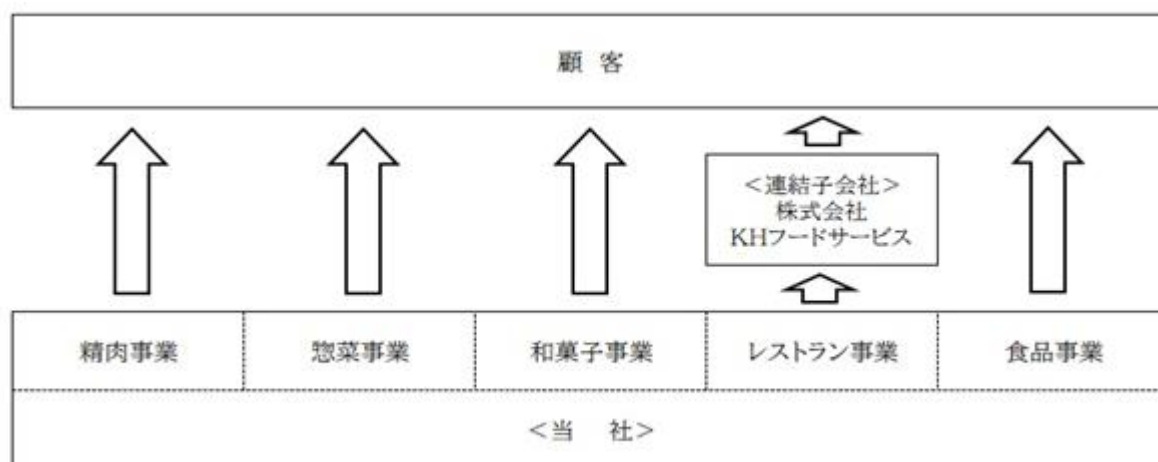 顧 客
<連結子会社>
株式会社
KHフードサービス
精肉事業
惣菜事業
和菓子事業
レストラン事業
食品事業
<当 社>